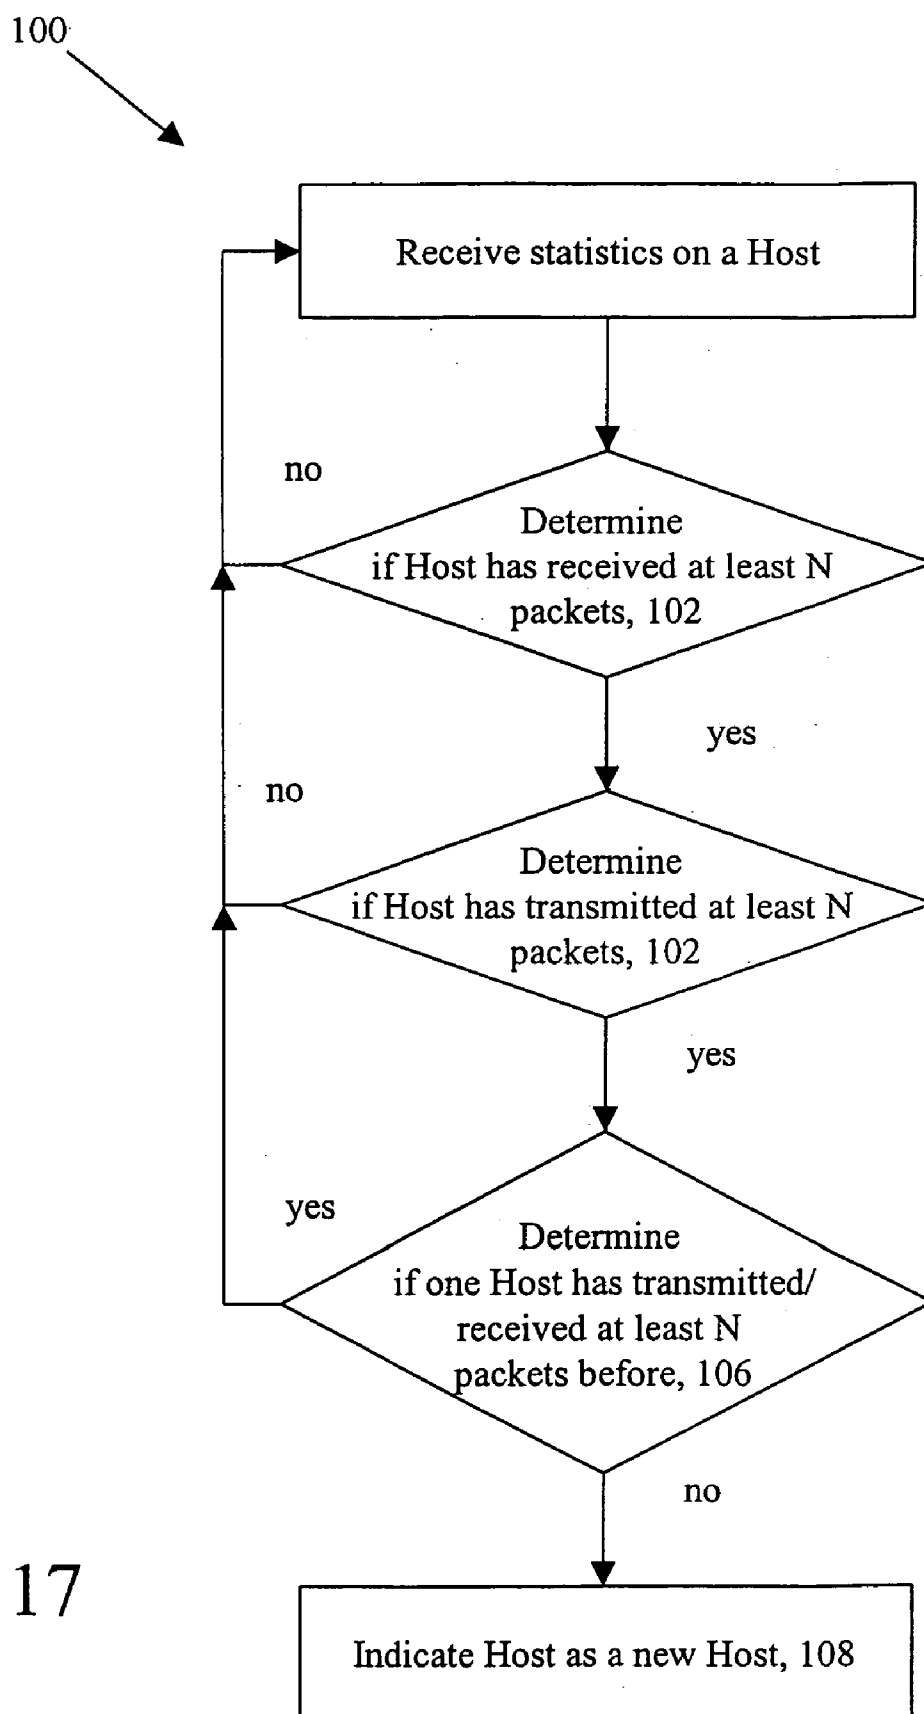 100
Receive statistics on a Host
no
Determine
if Host has received at least N
packets, 102
yes
no
Determine
if Host has transmitted at least N
packets, 102
yes
yes
Determine
if one Host has transmitted/
received at least N
packets before, 106
no
17
Indicate Host as a new Host, 108